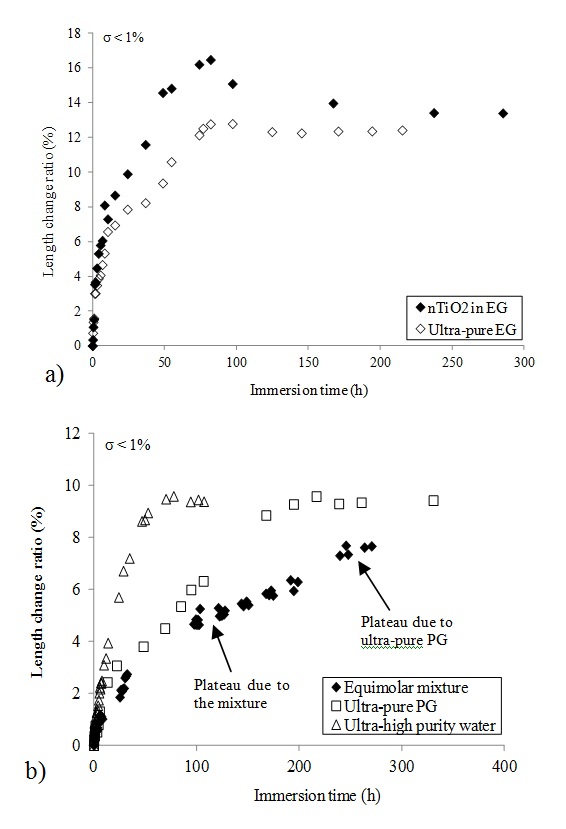 σ < 1%
18
16
14
12
10
8
6
4
2
0
Length change ratio (%)
0 50 100 150 200 250 300
Immersion time (h)
nTiO2 in EG
Ultra-pure EG
a)
σ < 1%
12
10
8
6
4
2
0
Length change ratio (%)
Plateau due to
ultra-pure PG
Plateau due to
the mixture
Equimolar mixture
Ultra-pure PG
Ultra-high purity water
0 100 200 300 400
Immersion time (h)
b)